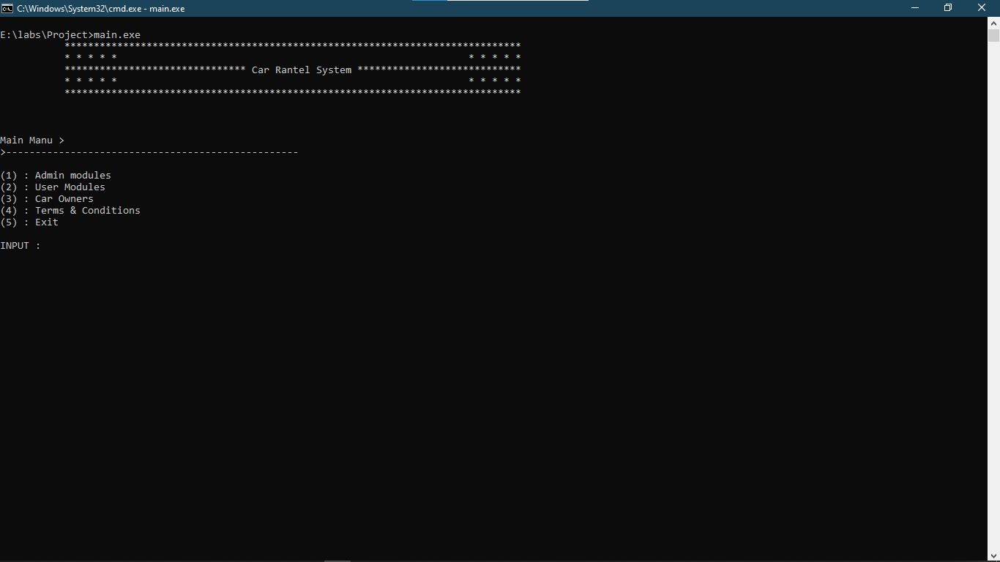 C:\Windows\System32\cmd.exe - main.exe
E:\labs\Project>main.exe
******************************************************************************
* * * * * * * * * *
******************************* Car Rantel System ****************************
* * * * * * * * * *
******************************************************************************
Main Manu >
>--------------------------------------------------
(1) : Admin modules
(2) : User Modules
(3) : Car Owners
(4) : Terms & Conditions
(5) : Exit
INPUT :